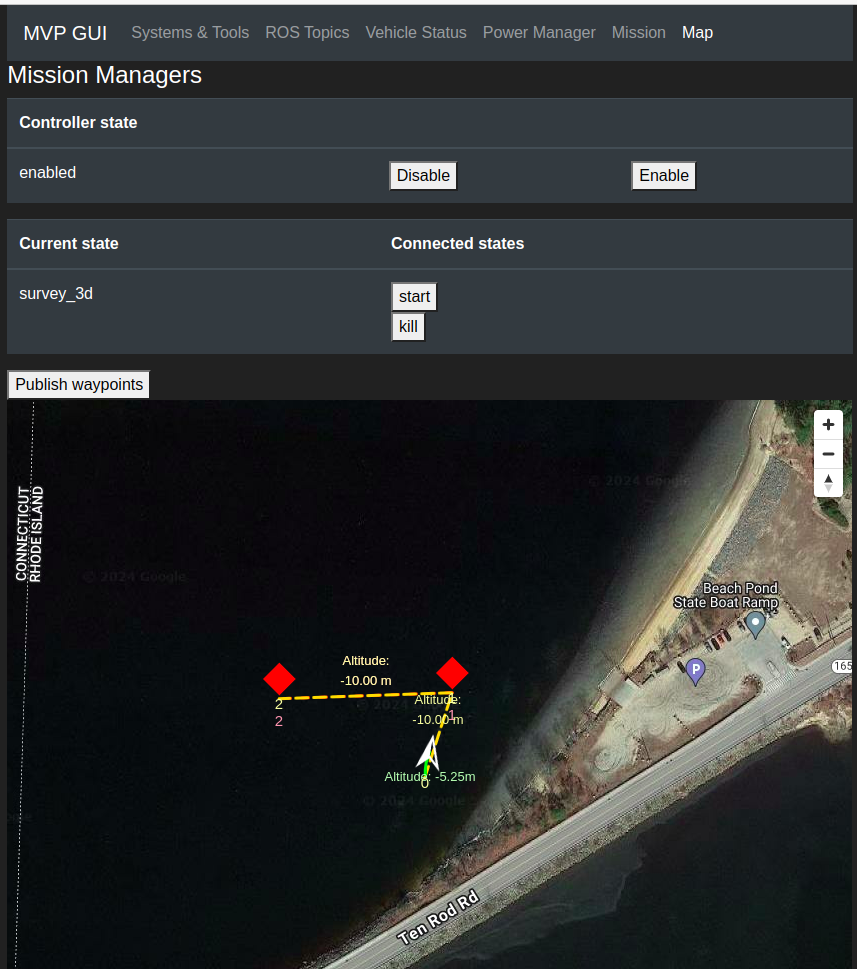 MVP GUI Systems & Tools ROS Topics Vehicle Status Power Manager Mission Map
Mission Managers
Controller state
enabled Disable Enable
Current state Connected states
survey_3d start
kill
Publish waypoints
© 2024 Google
CONNECTICUT
RHODE ISLAND
© 2024 Google
Beach Pond
State Boat Ramp
P
165
Altitude:
-10.00 m
2
2
Altitude:
-10.00 m
1
Altitude: -5.25m
0
© 2024 Google
Ten Rod Rd